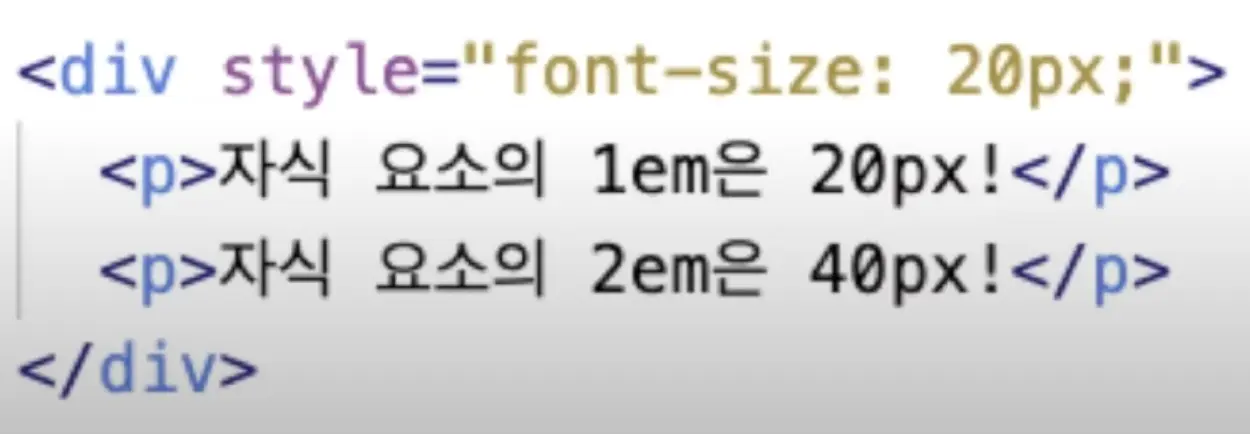 <div style="font-size: 20px;">
<p>자식 요소의 1em은 20px!</p>
<p>자식 요소의 2em은 40px!</p>
</div>